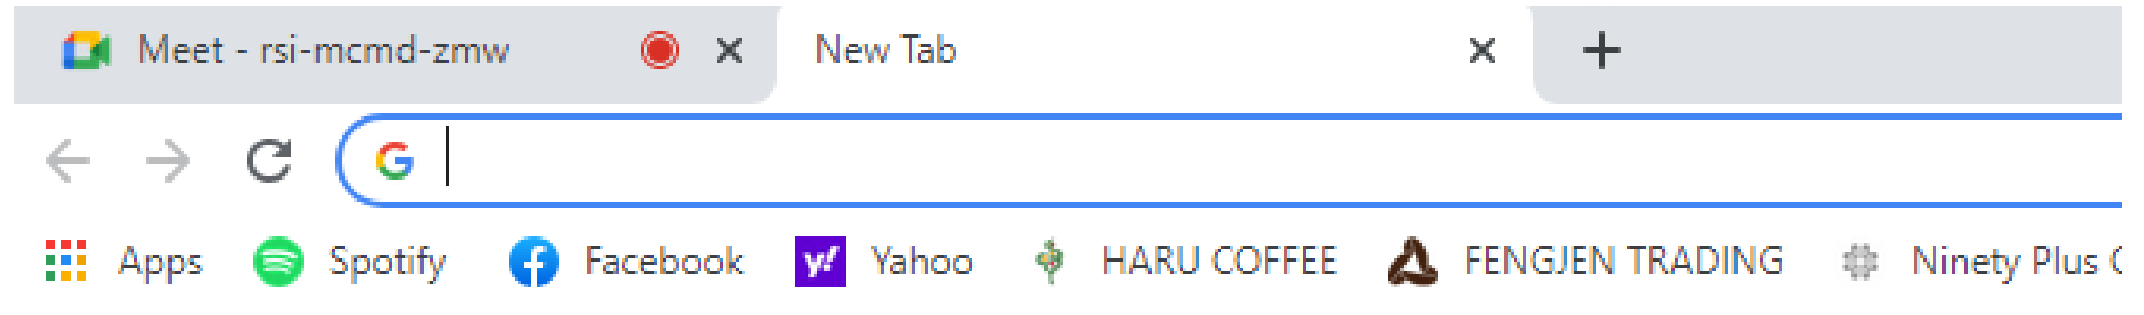 Meet - rsi-mcmd-zmw New Tab
Apps Spotify Facebook Yahoo HARU COFFEE FENGJEN TRADING Ninety Plus